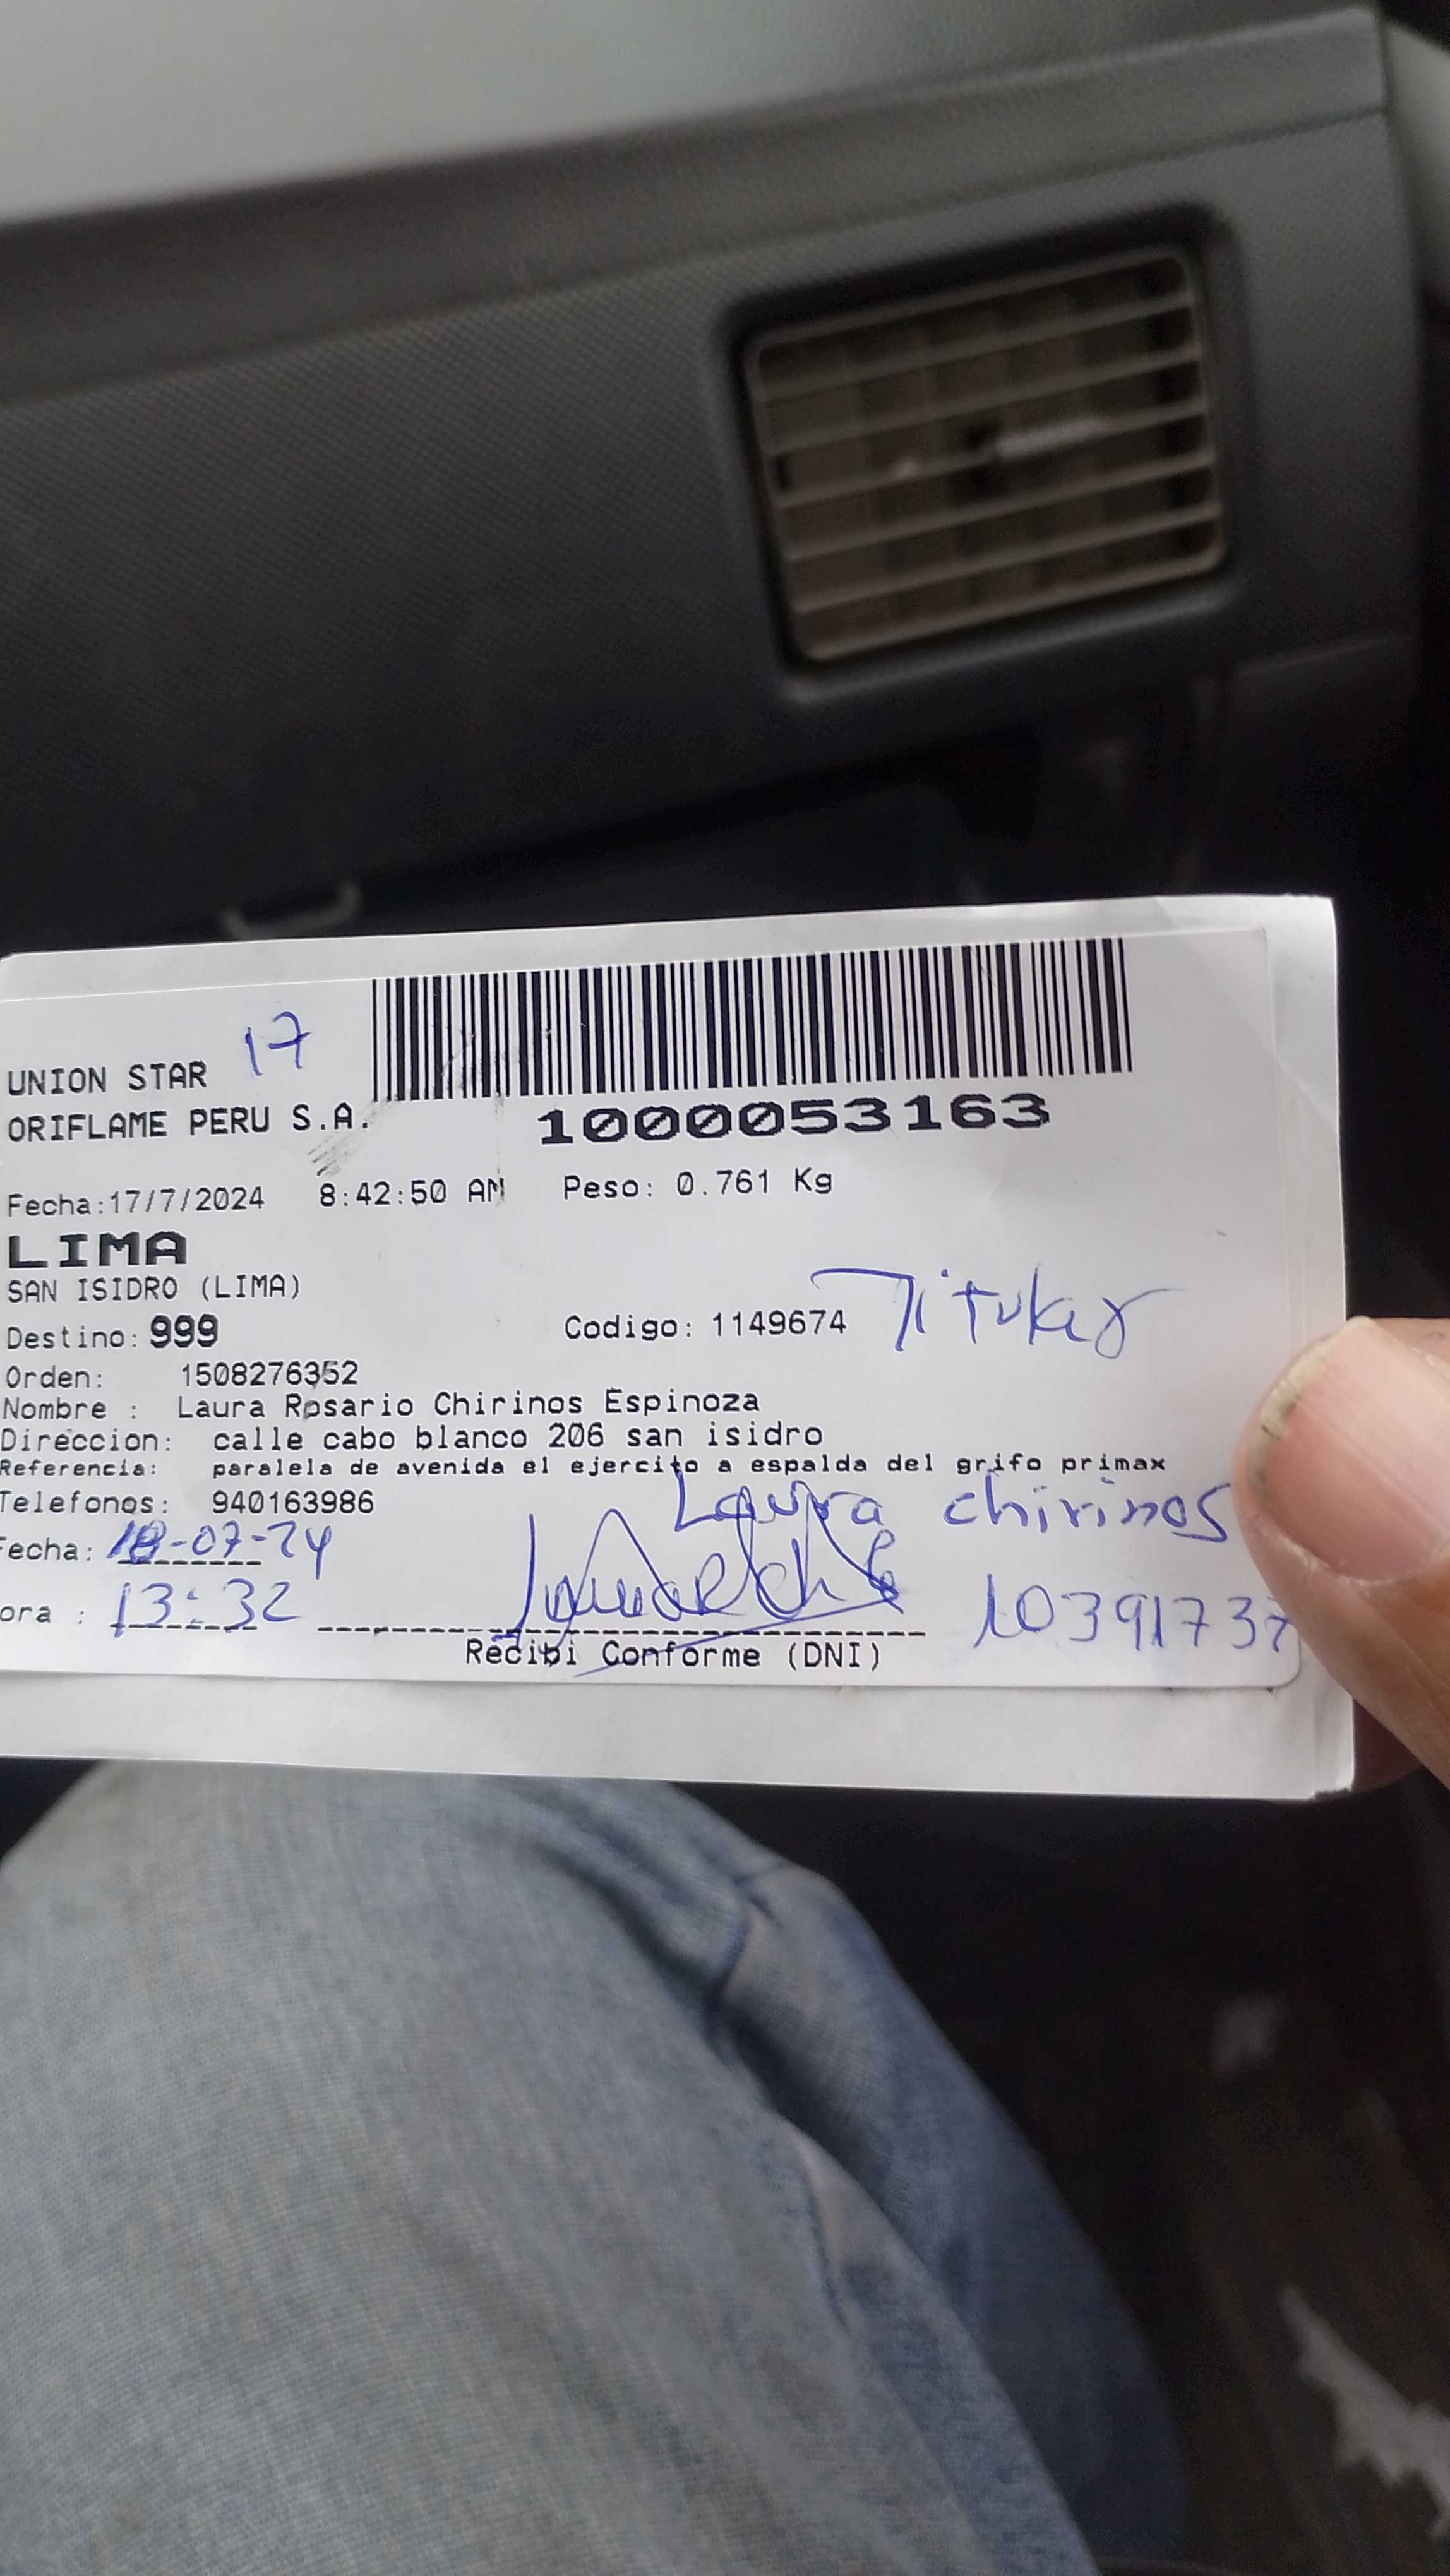 UNION STAR 17
ORIFLAME PERU S.A.
1000053163
Fecha:17/7/2024 8:42:50 AM Peso: 0.761 Kg
LIMA
SAN ISIDRO (LIMA)
Destino: 999 Codigo: 1149674 Titular
Orden: 1508276352
Nombre : Laura Rosario Chirinos Espinoza
Direccion: calle cabo blanco 206 san isidro
Referencia: paralela de avenida el ejercito a espalda del grifo primax
Telefonos: 940163986
Laura chirinos
Fecha: 18-07-24
ora : 13:32
Recibi Conforme (DNI)